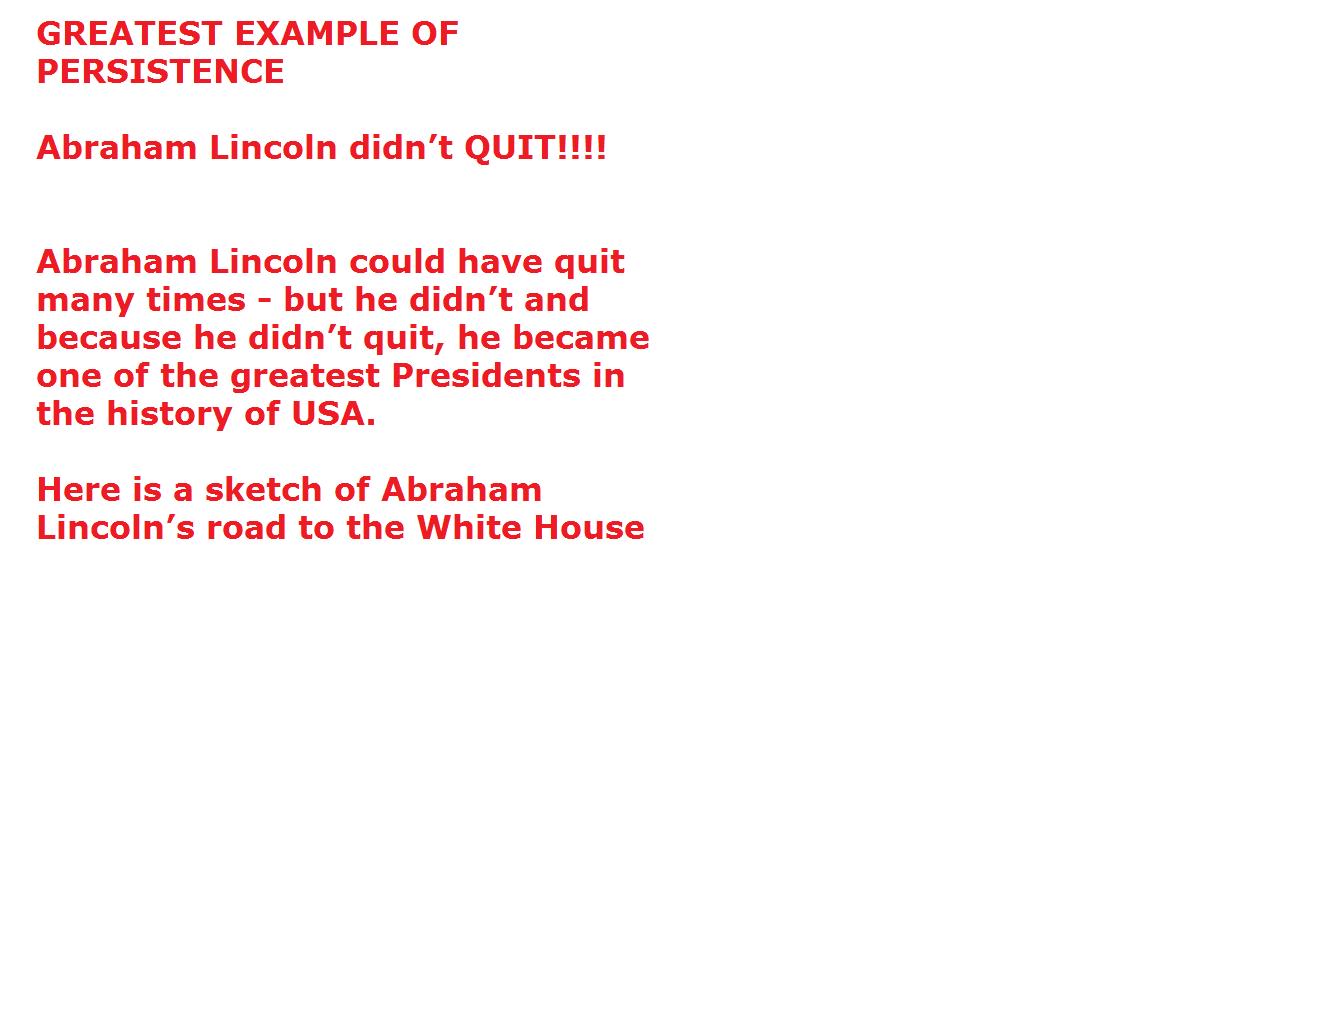 GREATEST EXAMPLE OF
PERSISTENCE
Abraham Lincoln didn’t QUIT!!!!
Abraham Lincoln could have quit
many times – but he didn’t and
because he didn’t quit, he became
one of the greatest Presidents in
the history of USA.
Here is a sketch of Abraham
Lincoln’s road to the White House